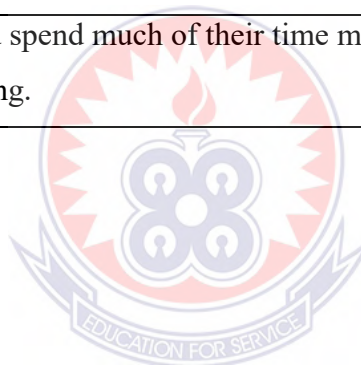 spend much of their time m
ng.
EDUCATION FOR SERVICE